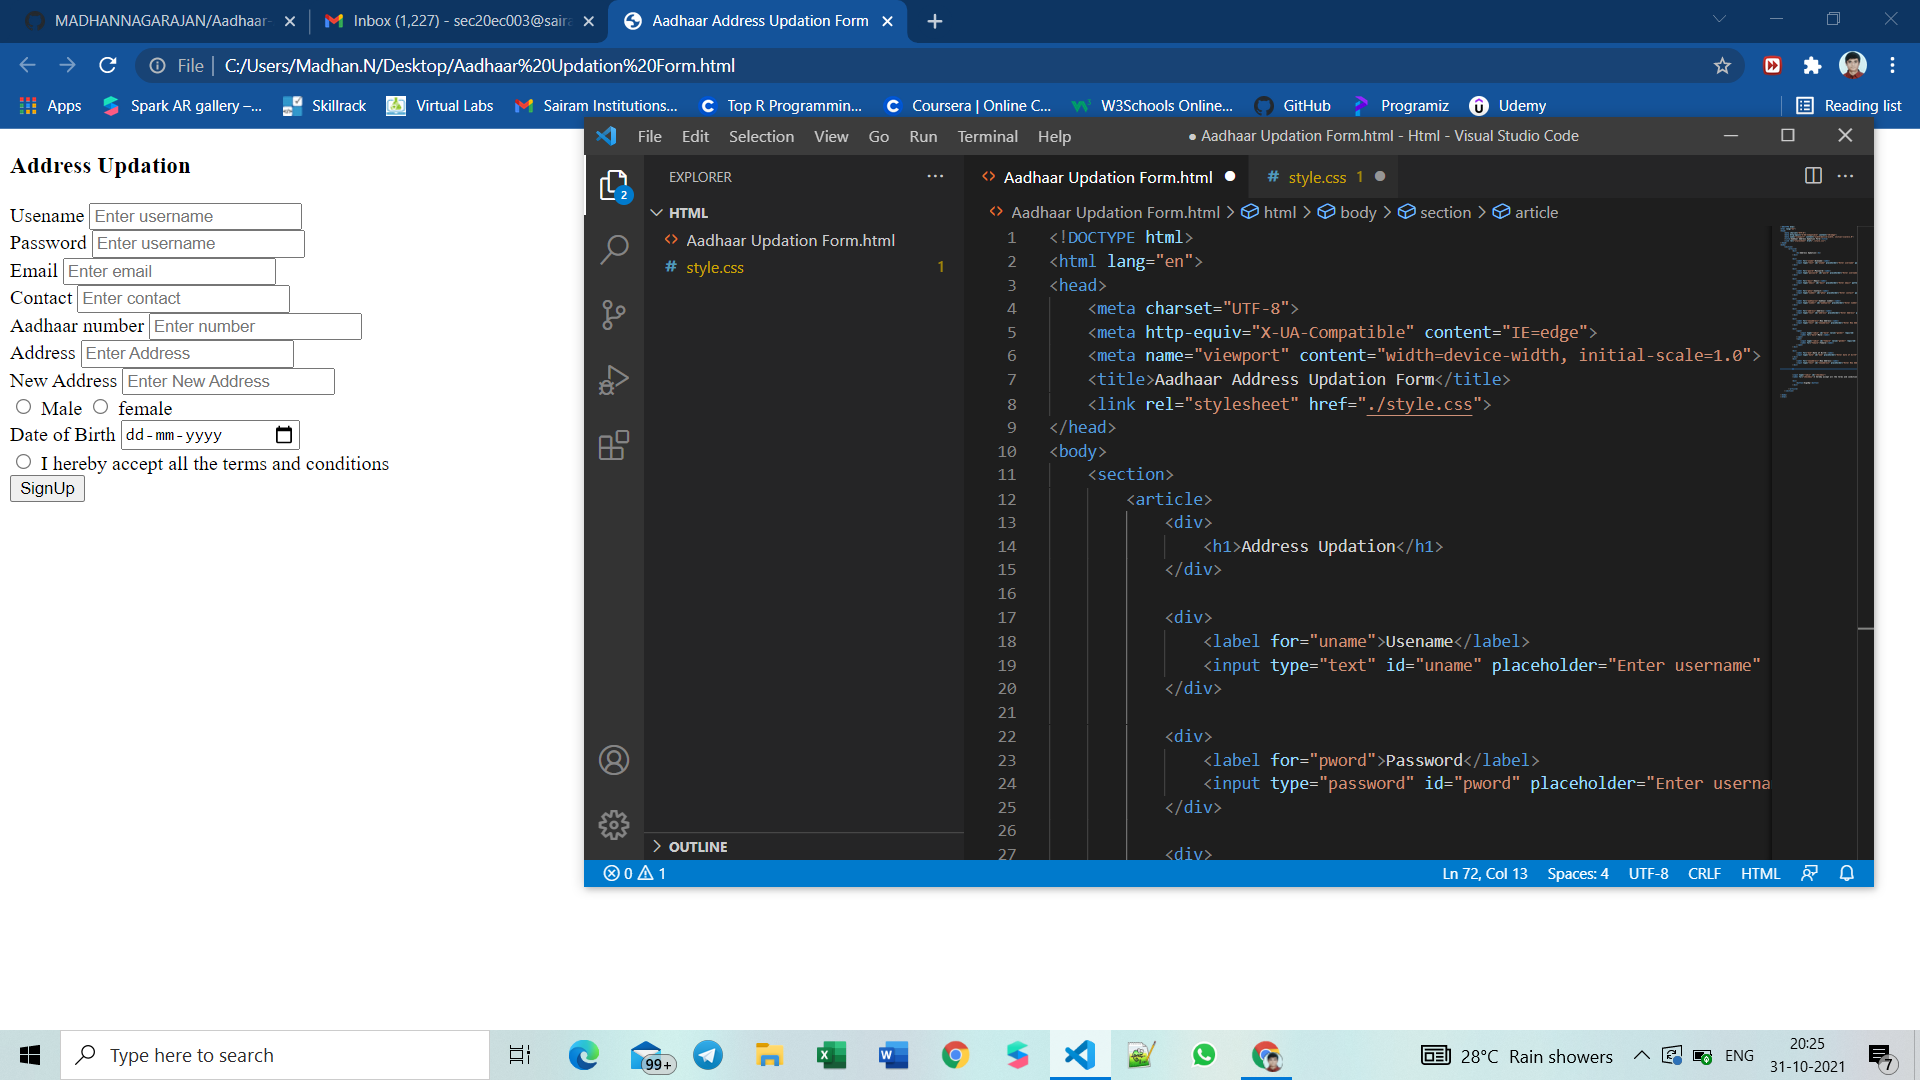 MADHANNAGARAJAN/Aadhaar-
Inbox (1,227) - sec20ec003@saira
Aadhaar Address Updation Form
File
C:/Users/Madhan.N/Desktop/Aadhaar%20Updation%20Form.html
Apps
Spark AR gallery –...
Skillrack
Virtual Labs
Sairam Institutions...
Top R Programmin...
Coursera | Online C...
W3Schools Online...
GitHub
Programiz
Udemy
Reading list
Address Updation
Usename Enter username
Password Enter username
Email Enter email
Contact Enter contact
Aadhaar number Enter number
Address Enter Address
New Address Enter New Address
Male female
Date of Birth dd-mm-yyyy
I hereby accept all the terms and conditions
SignUp
File Edit Selection View Go Run Terminal Help
● Aadhaar Updation Form.html - Html - Visual Studio Code
2
EXPLORER
HTML
<> Aadhaar Updation Form.html
# style.css 1
OUTLINE
<> Aadhaar Updation Form.html ●
# style.css 1 ●
<> Aadhaar Updation Form.html > html > body > section > article
1 <!DOCTYPE html>
2 <html lang="en">
3 <head>
4 <meta charset="UTF-8">
5 <meta http-equiv="X-UA-Compatible" content="IE=edge">
6 <meta name="viewport" content="width=device-width, initial-scale=1.0">
7 <title>Aadhaar Address Updation Form</title>
8 <link rel="stylesheet" href="./style.css">
9 </head>
10 <body>
11 <section>
12 <article>
13 <div>
14 <h1>Address Updation</h1>
15 </div>
16
17 <div>
18 <label for="uname">Usename</label>
19 <input type="text" id="uname" placeholder="Enter username"
20 </div>
21
22 <div>
23 <label for="pword">Password</label>
24 <input type="password" id="pword" placeholder="Enter userna
25 </div>
26
27 <div>
0 1
Ln 72, Col 13
Spaces: 4
UTF-8
CRLF
HTML
Type here to search
99+
28°C Rain showers
ENG
20:25
31-10-2021
7